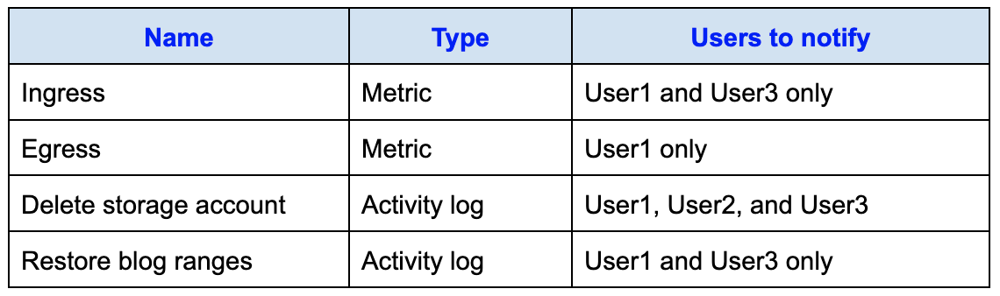 Name Type Users to notify
Ingress Metric User1 and User3 only
Egress Metric User1 only
Delete storage account Activity log User1, User2, and User3
Restore blog ranges Activity log User1 and User3 only